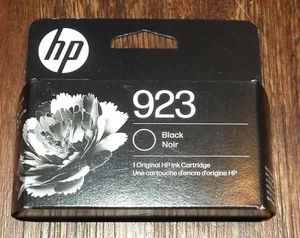 hp
923
Black
Noir
1 Original HP Ink Cartridge
Une cartouche d'encre d'origine HP